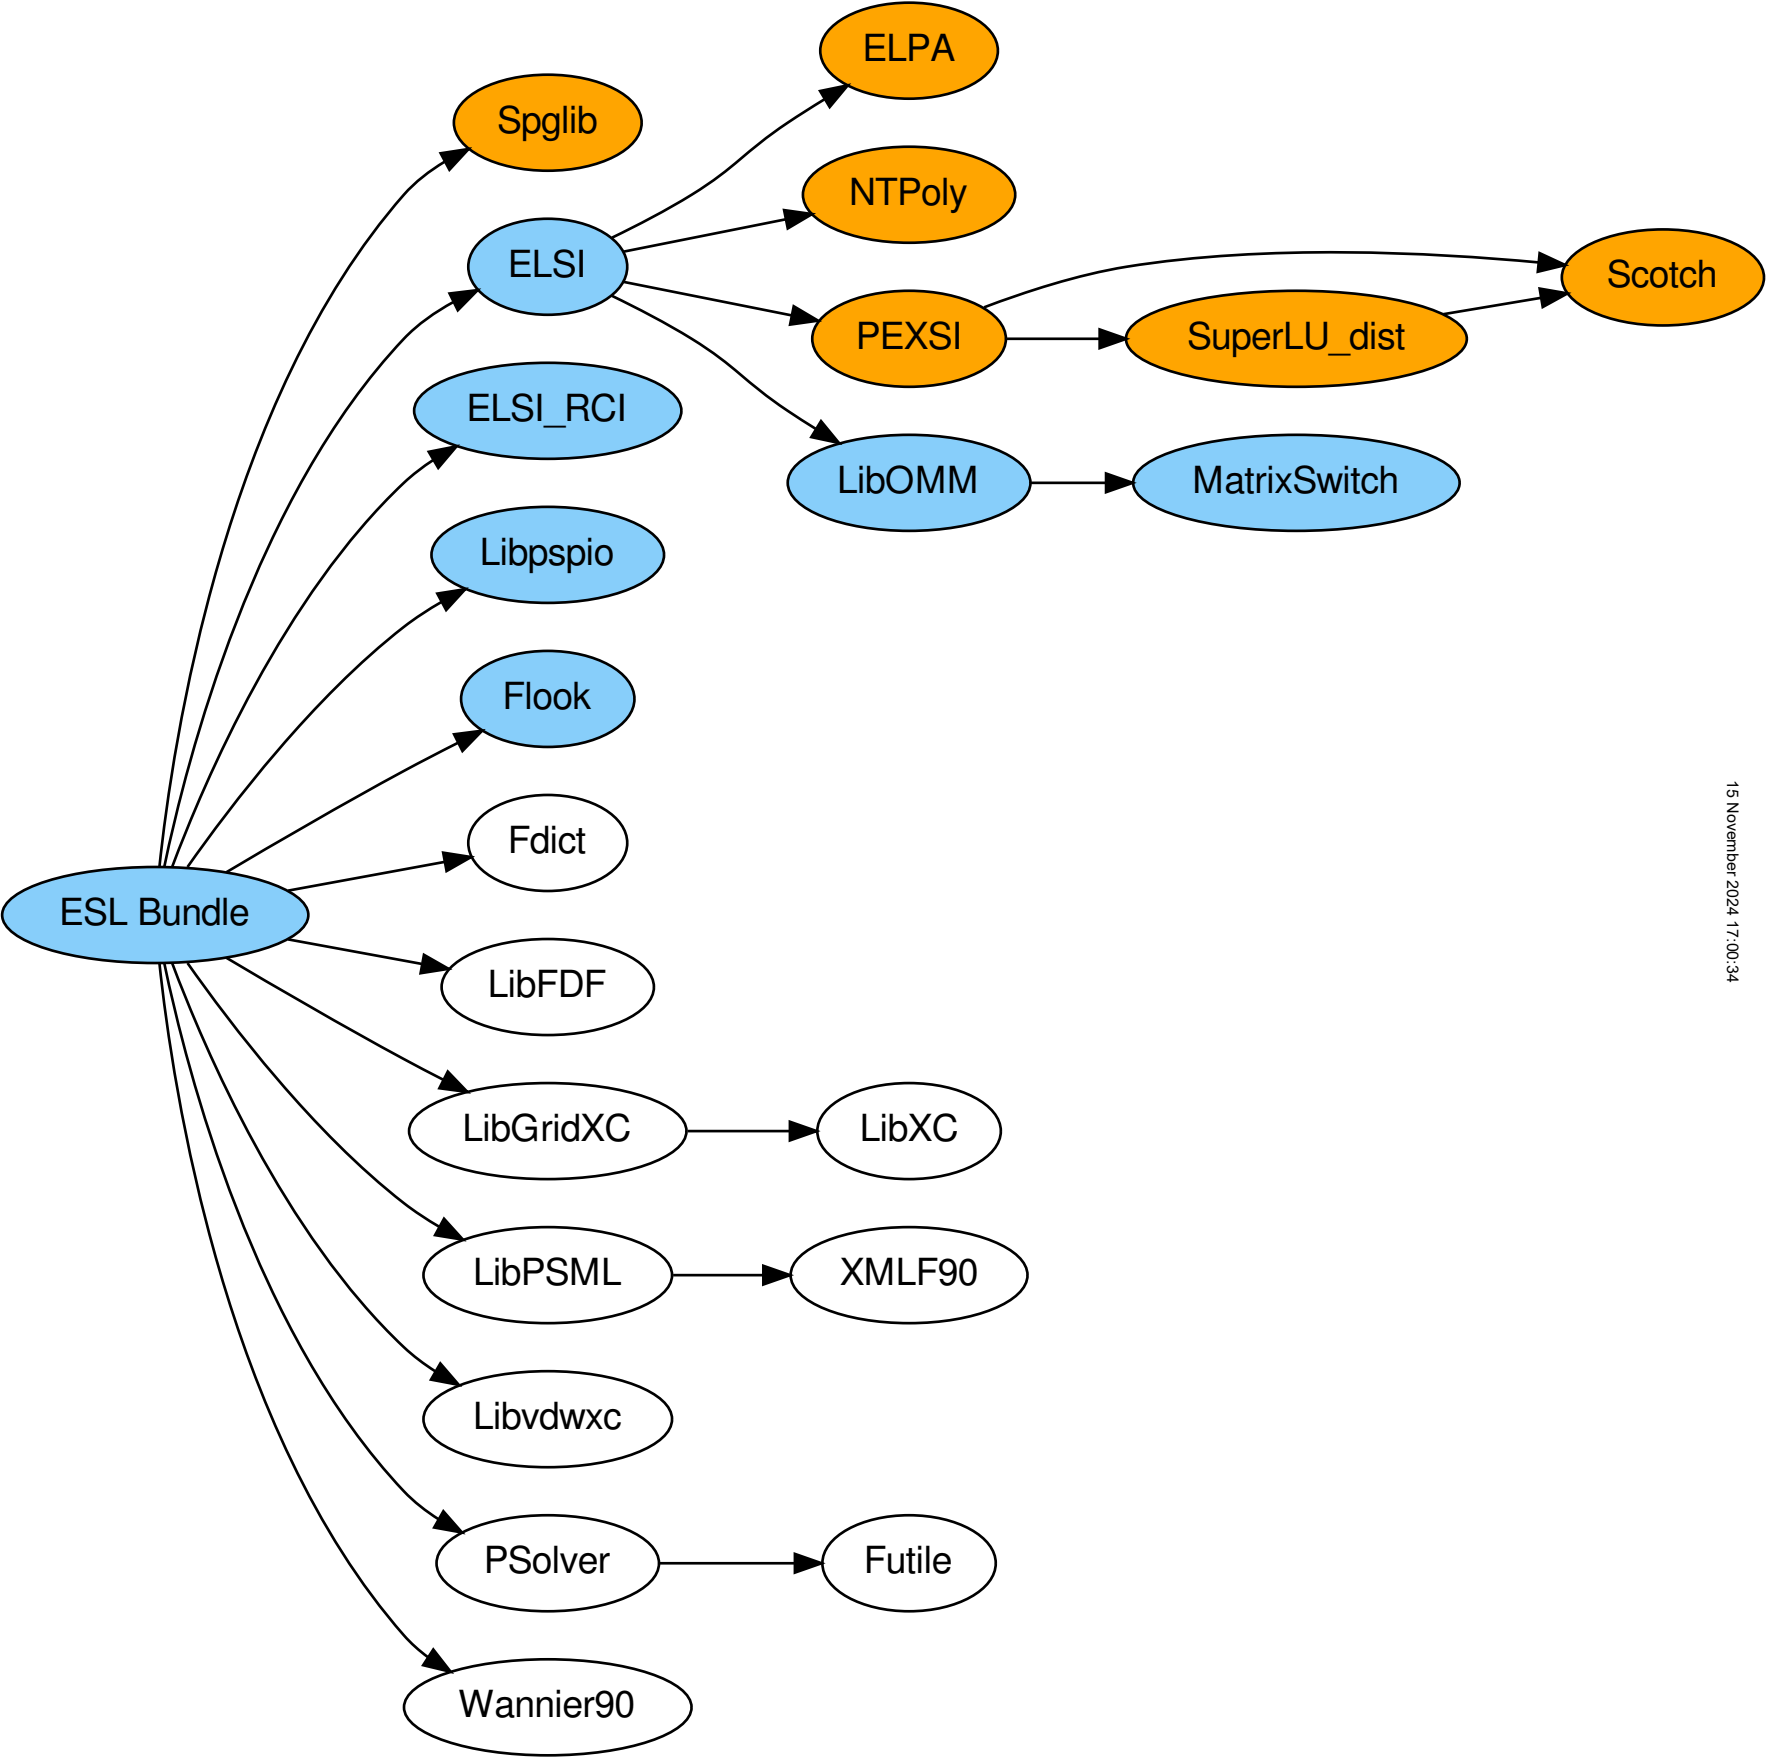 ELPA
Spglib
NTPoly
ELSI
Scotch
PEXSI
SuperLU_dist
ELSI_RCI
LibOMM
MatrixSwitch
Libpspio
Flook
Fdict
ESL Bundle
15 November 2024 17:00:34
LibFDF
LibGridXC
LibXC
LibPSML
XMLF90
Libvdwxc
PSolver
Futile
Wannier90